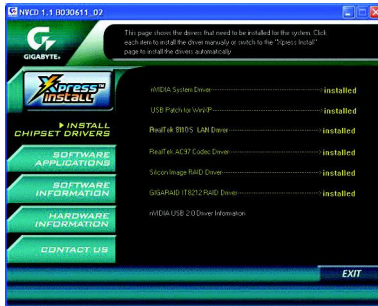 NVCD 1.1 B030611_02
GIGABYTE
This page shows the drivers that need to be installed for the system. Click
each item to install the driver manually or switch to the "Xpress Install"
page to install the drivers automatically
Xpress
Install
INSTALL
CHIPSET DRIVERS
SOFTWARE
APPLICATIONS
SOFTWARE
INFORMATION
HARDWARE
INFORMATION
CONTACT US
nVIDIA System Driver installed
USB Patch for WinXP installed
RealTek 8110S LAN Driver installed
RealTek AC97 Codec Driver installed
Silicon Image RAID Driver installed
GIGARAID IT8212 RAID Driver installed
nVIDIA USB 2.0 Driver Information
EXIT